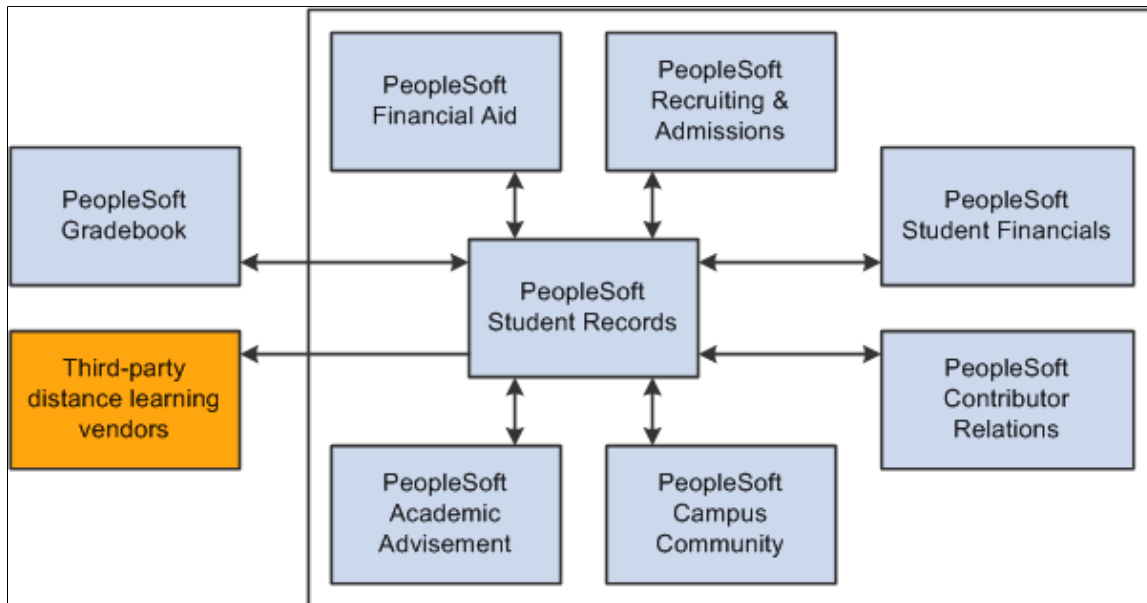 PeopleSoft
Financial Aid
PeopleSoft
Recruiting &
Admissions
PeopleSoft
Gradebook
PeopleSoft
Student Financials
PeopleSoft
Student Records
Third-party
distance learning
vendors
PeopleSoft
Contributor
Relations
PeopleSoft
Academic
Advisement
PeopleSoft
Campus
Community